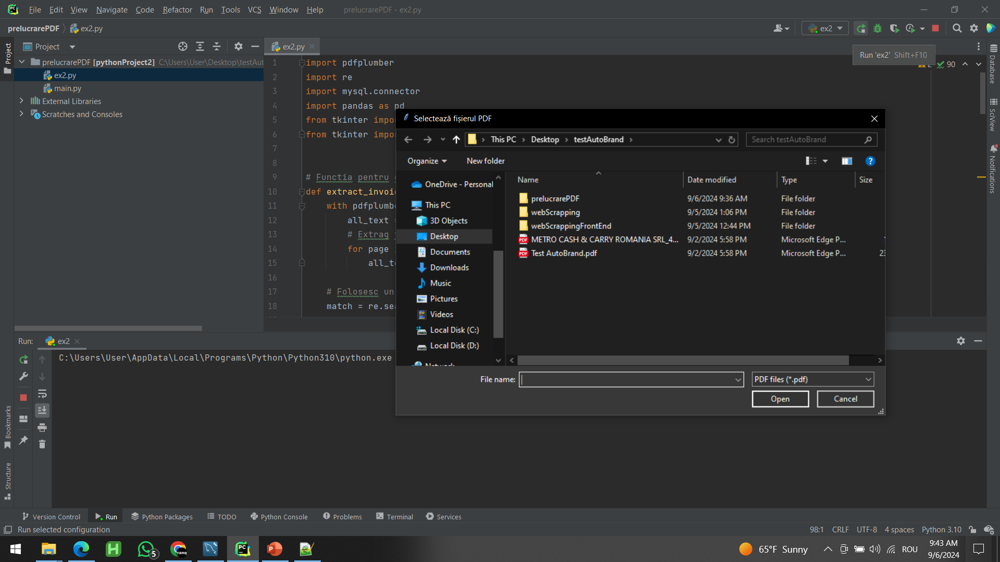 File Edit View Navigate Code Refactor Run Tools VCS Window Help prelucrarePDF - ex2.py
prelucrarePDF ex2.py
ex2
Project
Project
ex2.py
Run 'ex2' Shift+F10
2 90
prelucrarePDF [pythonProject2] C:\Users\User\Desktop\testAut
ex2.py
main.py
External Libraries
Scratches and Consoles
1 import pdfplumber
2 import re
3 import mysql.connector
4 import pandas as pd
5 from tkinter impor
6 from tkinter impor
7
8
9 # Functia pentru
10 def extract_invoic
11 with pdfplumbe
12 all_text =
13 # Extrag
14 for page
15 all_te
16
17 # Folosesc un
18 match = re.sea
Database
SciView
Notifications
Selectează fișierul PDF
This PC Desktop testAutoBrand
Search testAutoBrand
Organize New folder
OneDrive - Personal
This PC
3D Objects
Desktop
Documents
Downloads
Music
Pictures
Videos
Local Disk (C:)
Local Disk (D:)
Network
Name Date modified Type Size
prelucrarePDF 9/6/2024 9:36 AM File folder
webScrapping 9/5/2024 1:06 PM File folder
webScrappingFrontEnd 9/5/2024 12:44 PM File folder
METRO CASH & CARRY ROMANIA SRL_4... 9/2/2024 5:58 PM Microsoft Edge P...
Test AutoBrand.pdf 9/2/2024 5:58 PM Microsoft Edge P... 23
File name: PDF files (*.pdf)
Open Cancel
Run: ex2
C:\Users\User\AppData\Local\Programs\Python\Python310\python.exe
Bookmarks
Structure
Version Control Run Python Packages TODO Python Console Problems Terminal Services
Run selected configuration
98:1 CRLF UTF-8 4 spaces Python 3.10
5
65°F Sunny
ROU
9:43 AM
9/6/2024